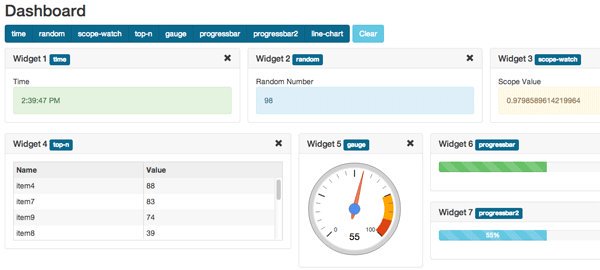 Dashboard
time random scope-watch top-n gauge progressbar progressbar2 line-chart Clear
Widget 1 time
Time
2:39:47 PM
Widget 2 random
Random Number
98
Widget 3 scope-watch
Scope Value
0.9798589614219964
Widget 4 top-n
Name Value
item4 88
item7 83
item9 74
item8 39
Widget 5 gauge
0 100
55
Widget 6 progressbar
Widget 7 progressbar2
55%